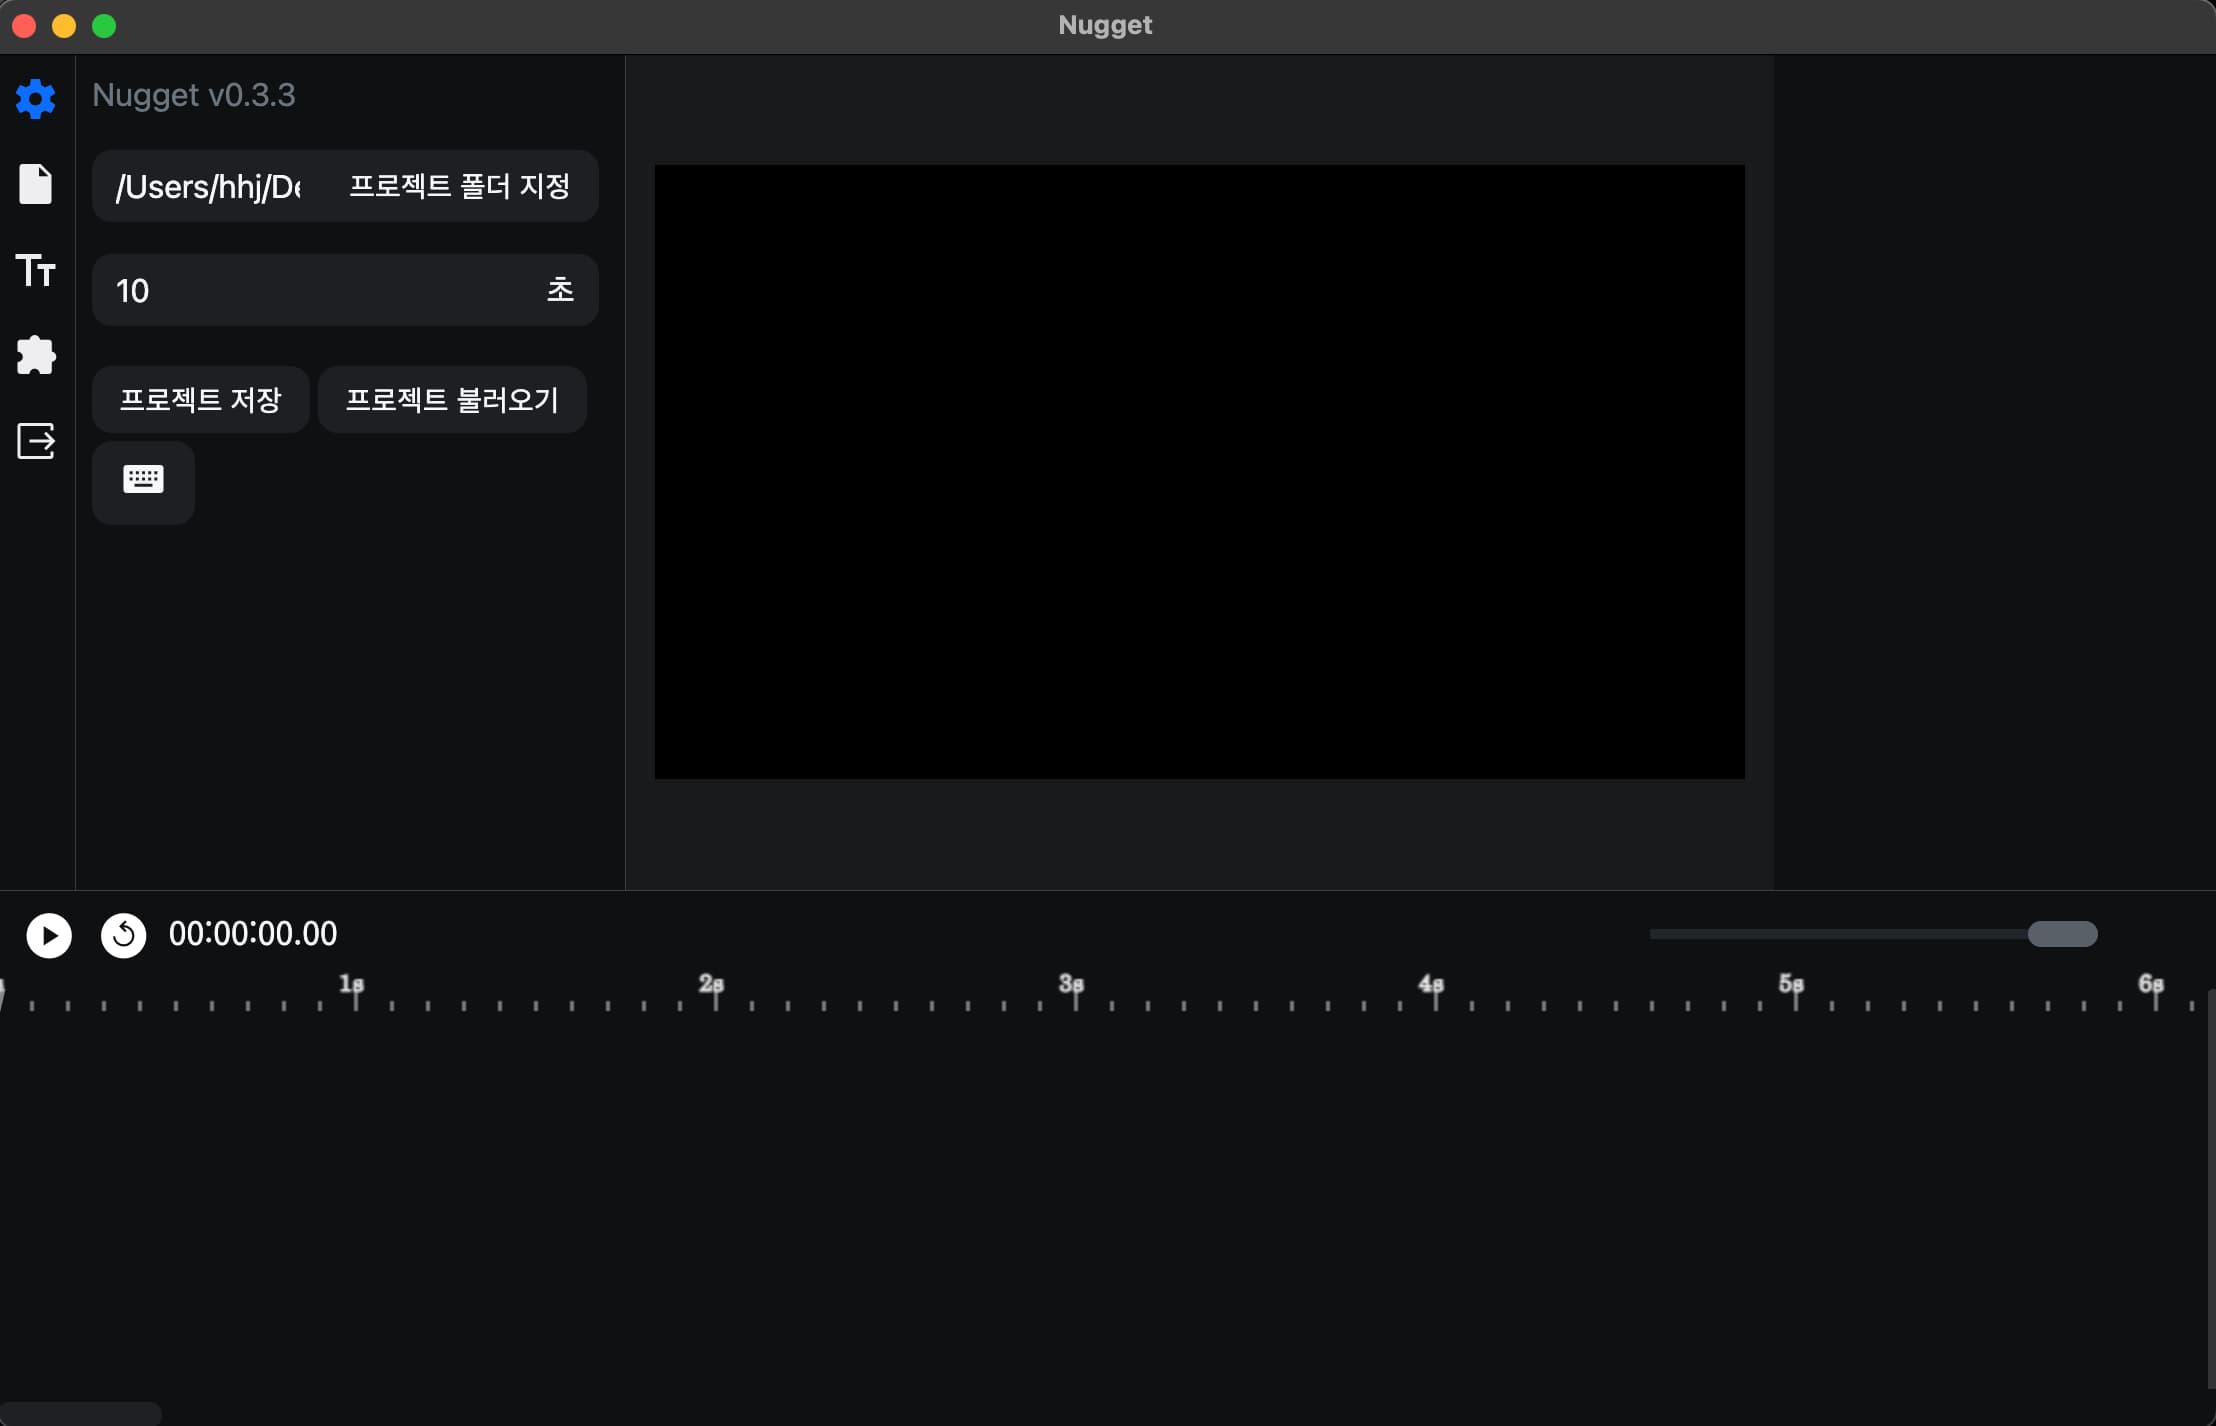 Nugget
Nugget v0.3.3
/Users/hhj/De 프로젝트 폴더 지정
10 초
프로젝트 저장 프로젝트 불러오기
00:00:00.00
1s 2s 3s 4s 5s 6s